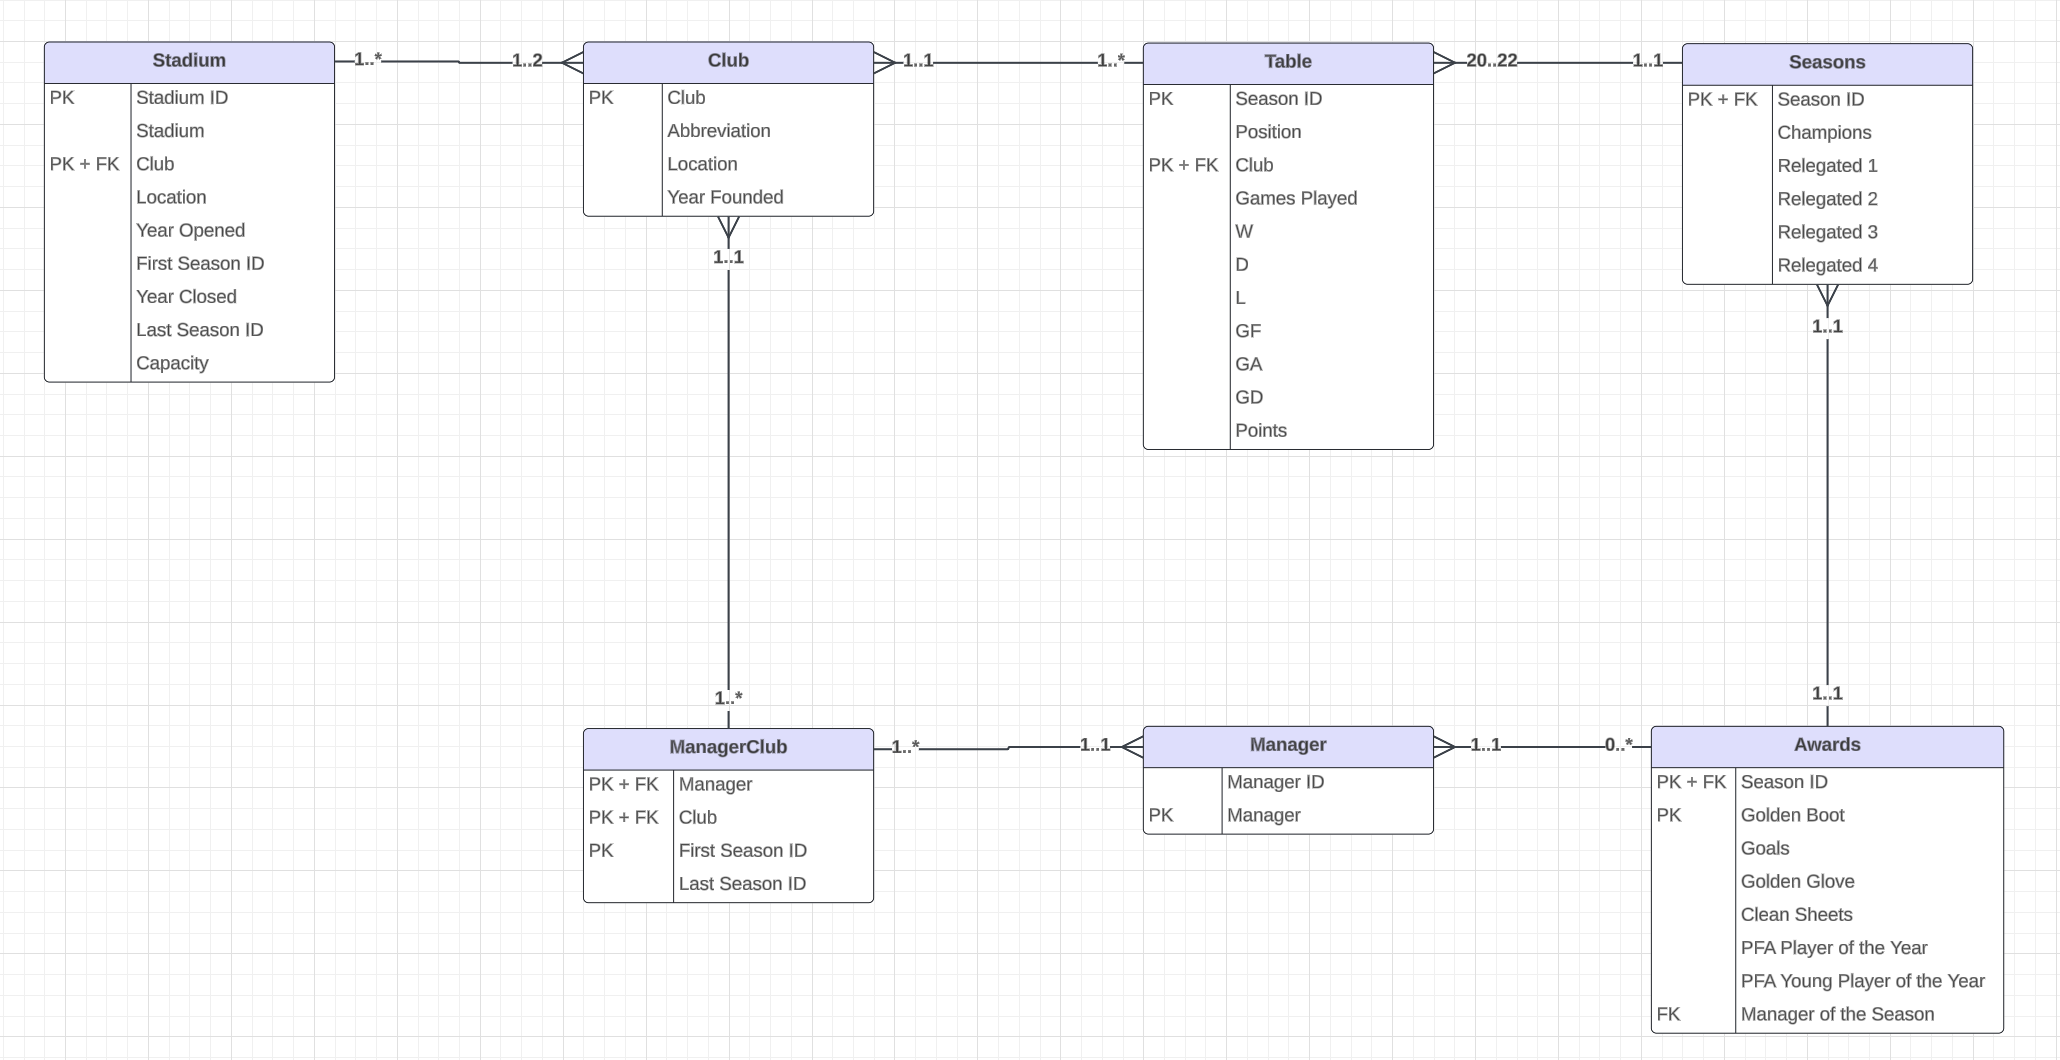 Stadium
PK Stadium ID
Stadium
PK + FK Club
Location
Year Opened
First Season ID
Year Closed
Last Season ID
Capacity
1..*
1..2
Club
PK Club
Abbreviation
Location
Year Founded
1..1
1..*
Table
PK Season ID
Position
PK + FK Club
Games Played
W
D
L
GF
GA
GD
Points
20..22
1..1
Seasons
PK + FK Season ID
Champions
Relegated 1
Relegated 2
Relegated 3
Relegated 4
1..1
1..1
1..1
1..*
ManagerClub
PK + FK Manager
PK + FK Club
PK First Season ID
Last Season ID
1..*
1..1
Manager
Manager ID
PK Manager
1..1
0..*
Awards
PK + FK Season ID
PK Golden Boot
Goals
Golden Glove
Clean Sheets
PFA Player of the Year
PFA Young Player of the Year
FK Manager of the Season